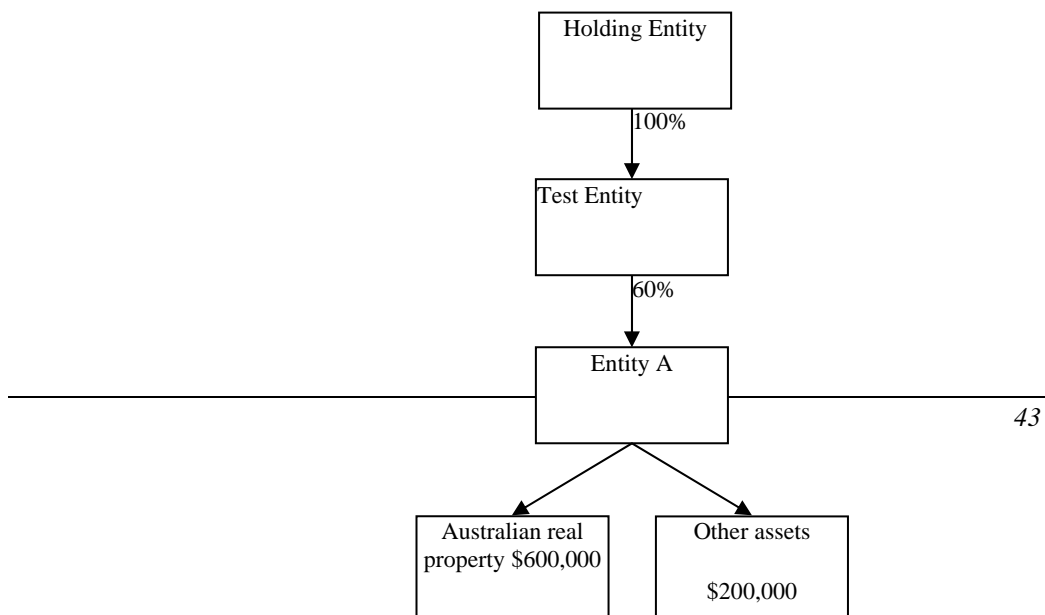 Holding Entity
100%
Test Entity
60%
Entity A
43
Australian real
property $600,000
Other assets
$200,000